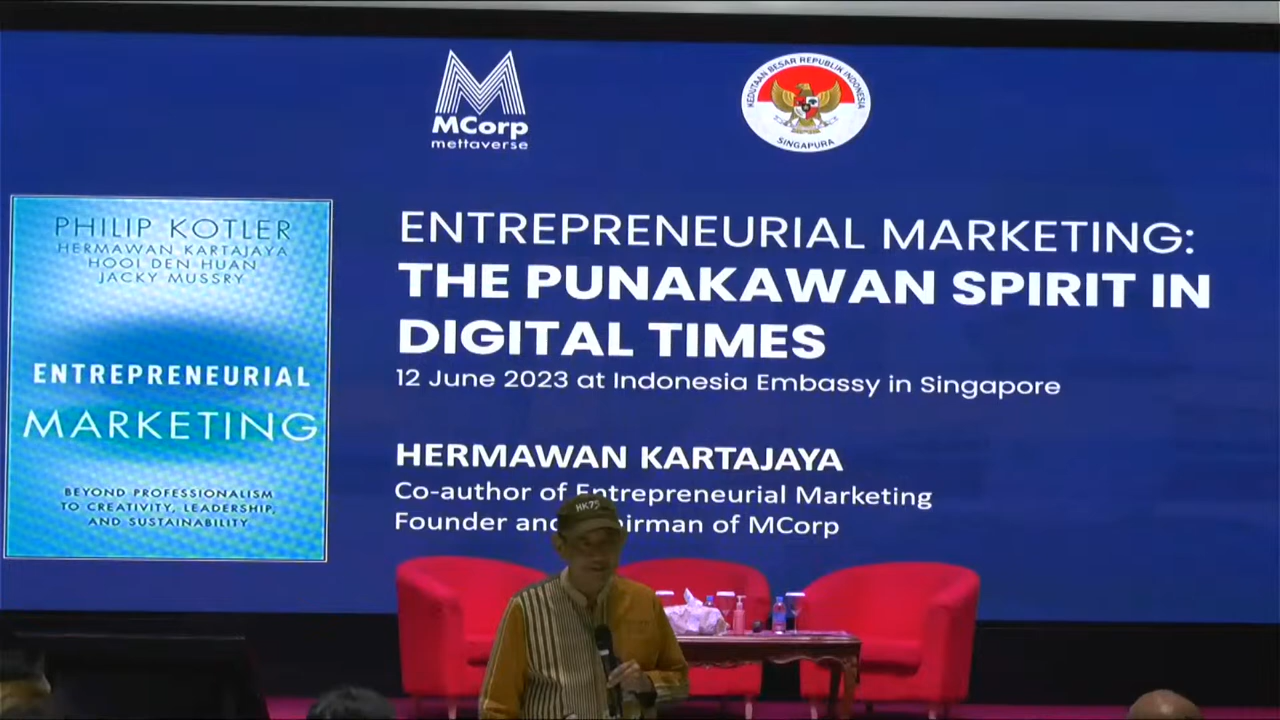 MCorp
mettaverse
KEDUTAAN BESAR REPUBLIK INDONESIA
SINGAPURA
PHILIP KOTLER
HERMAWAN KARTAJAYA
HOOI DEN HUAN
JACKY MUSSRY
ENTREPRENEURIAL
MARKETING
BEYOND PROFESSIONALISM
TO CREATIVITY, LEADERSHIP,
AND SUSTAINABILITY
ENTREPRENEURIAL MARKETING:
THE PUNAKAWAN SPIRIT IN
DIGITAL TIMES
12 June 2023 at Indonesia Embassy in Singapore
HERMAWAN KARTAJAYA
Co-author of Entrepreneurial Marketing
Founder and Chairman of MCorp
HK75